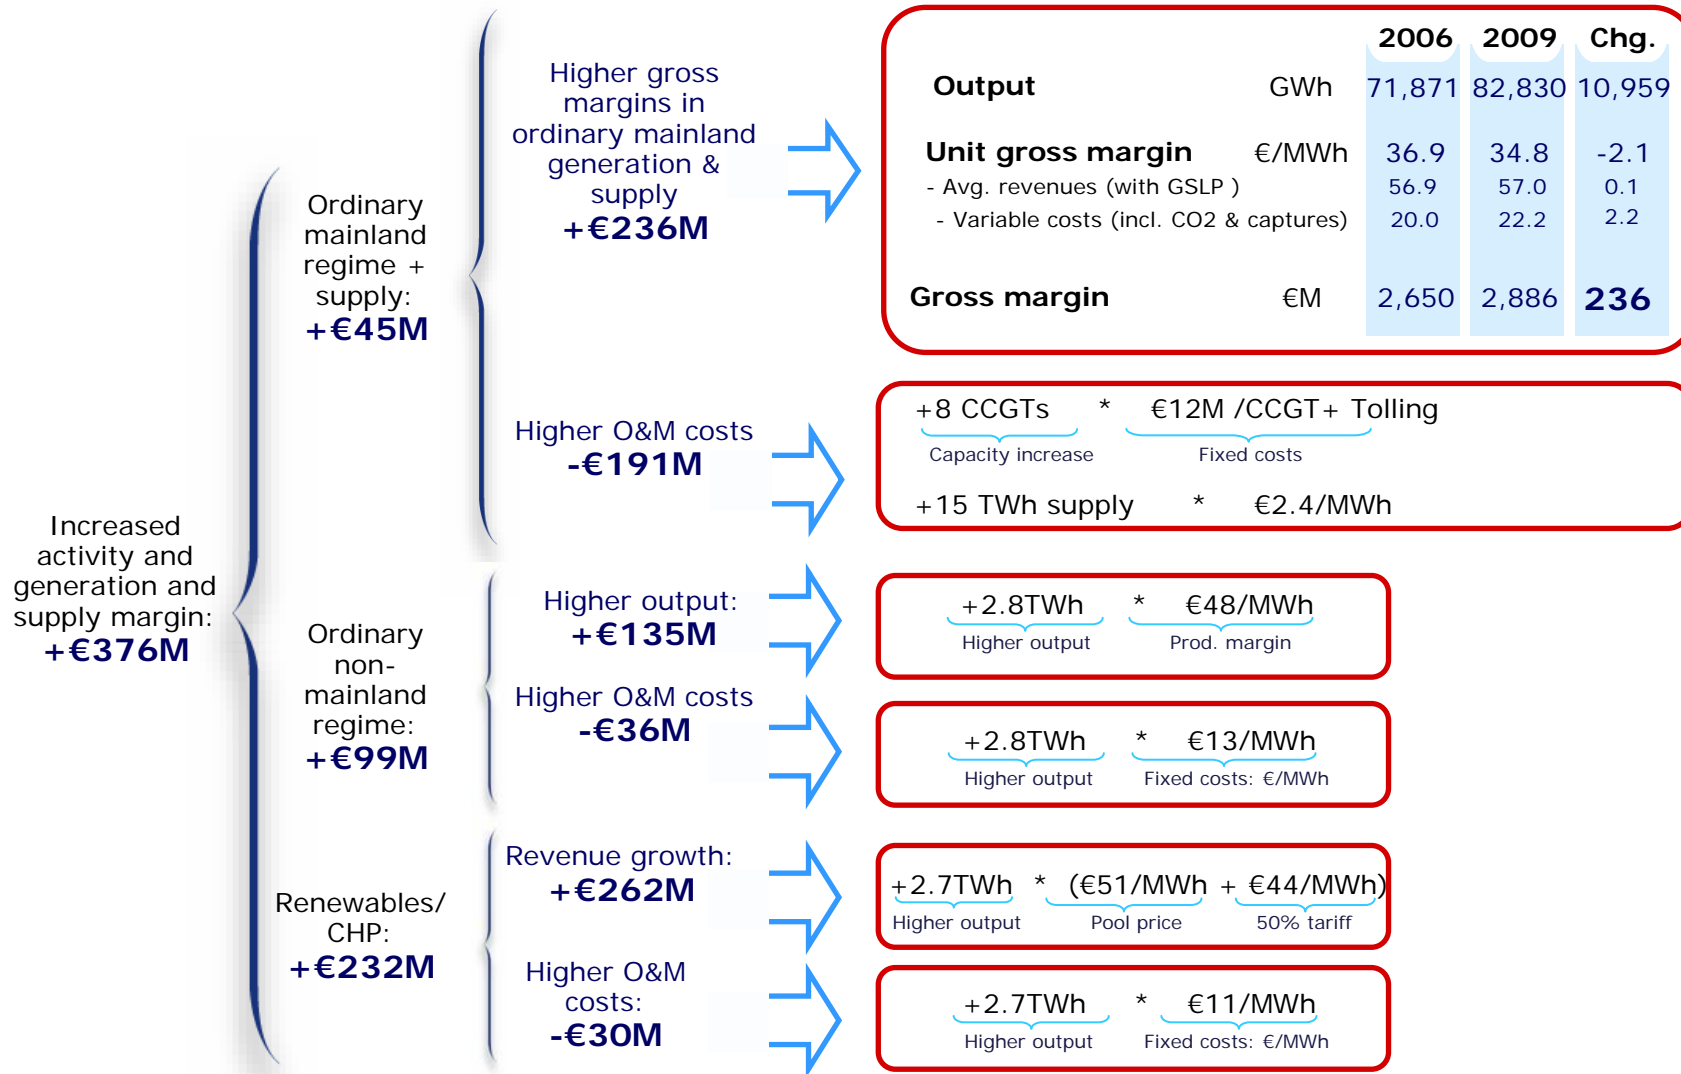 Increased
activity and
generation and
supply margin:
+€376M
Ordinary
mainland
regime +
supply:
+€45M
Higher gross
margins in
ordinary mainland
generation &
supply
+€236M
2006 2009 Chg.
Output GWh 71,871 82,830 10,959
Unit gross margin €/MWh 36.9 34.8 -2.1
- Avg. revenues (with GSLP ) 56.9 57.0 0.1
- Variable costs (incl. CO2 & captures) 20.0 22.2 2.2
Gross margin €M 2,650 2,886 236
Higher O&M costs
-€191M
+8 CCGTs * €12M /CCGT+ Tolling
Capacity increase Fixed costs
+15 TWh supply * €2.4/MWh
Ordinary
non-
mainland
regime:
+€99M
Higher output:
+€135M
+2.8TWh * €48/MWh
Higher output Prod. margin
Higher O&M costs
-€36M
+2.8TWh * €13/MWh
Higher output Fixed costs: €/MWh
Renewables/
CHP:
+€232M
Revenue growth:
+€262M
+2.7TWh * (€51/MWh + €44/MWh)
Higher output Pool price 50% tariff
Higher O&M
costs:
-€30M
+2.7TWh * €11/MWh
Higher output Fixed costs: €/MWh